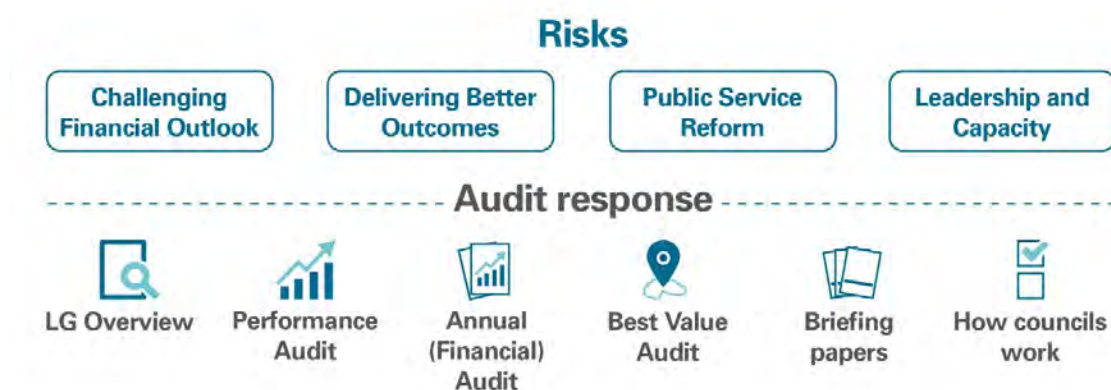 Risks
Challenging
Financial Outlook
Delivering Better
Outcomes
Public Service
Reform
Leadership and
Capacity
Audit response
LG Overview
Performance
Audit
Annual
(Financial)
Audit
Best Value
Audit
Briefing
papers
How councils
work